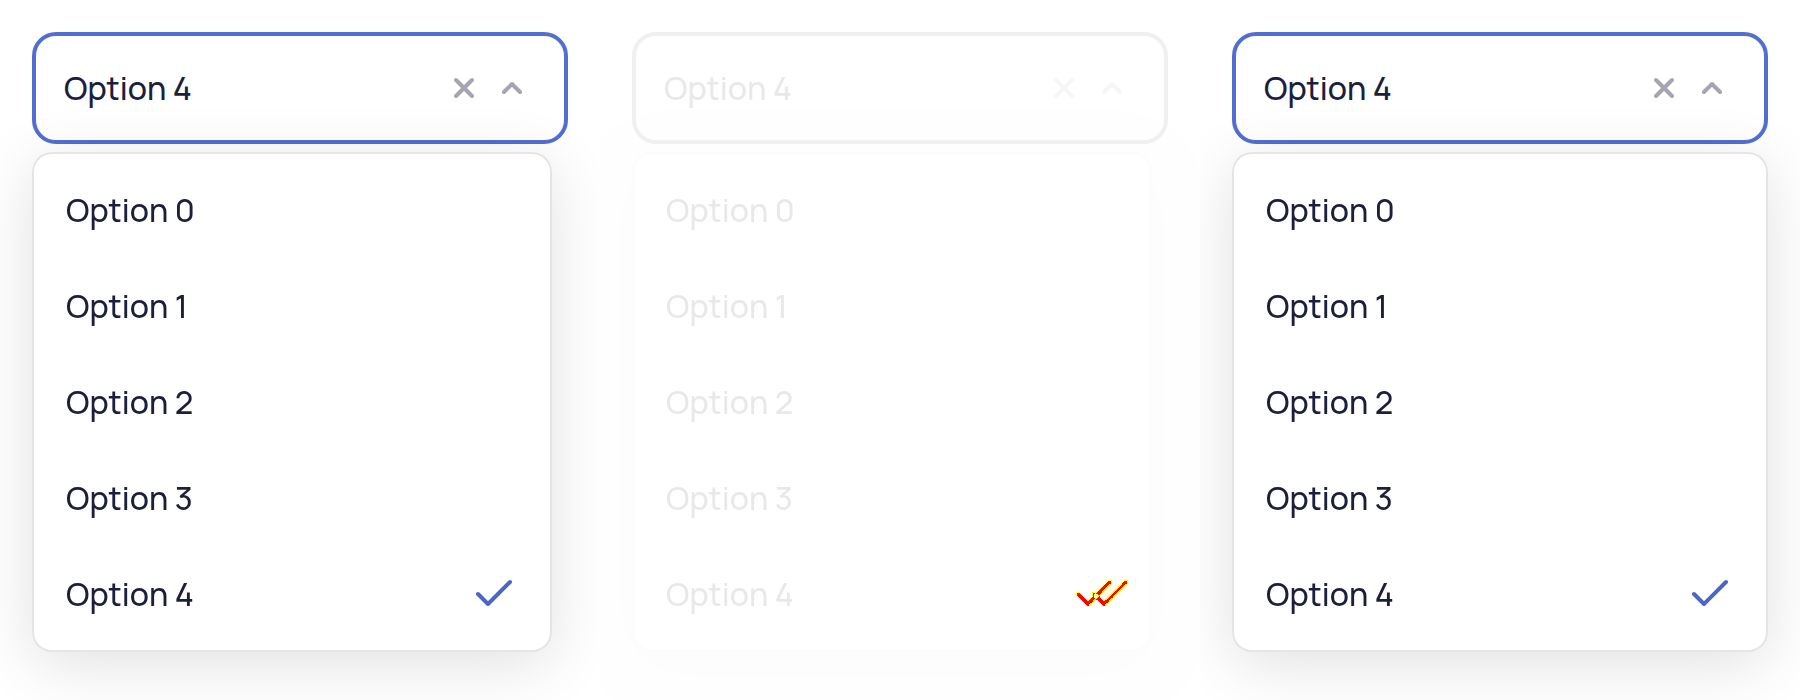 Option 4 Option 4 Option 4
Option 0 Option 0 Option 0
Option 1 Option 1 Option 1
Option 2 Option 2 Option 2
Option 3 Option 3 Option 3
Option 4 Option 4 Option 4